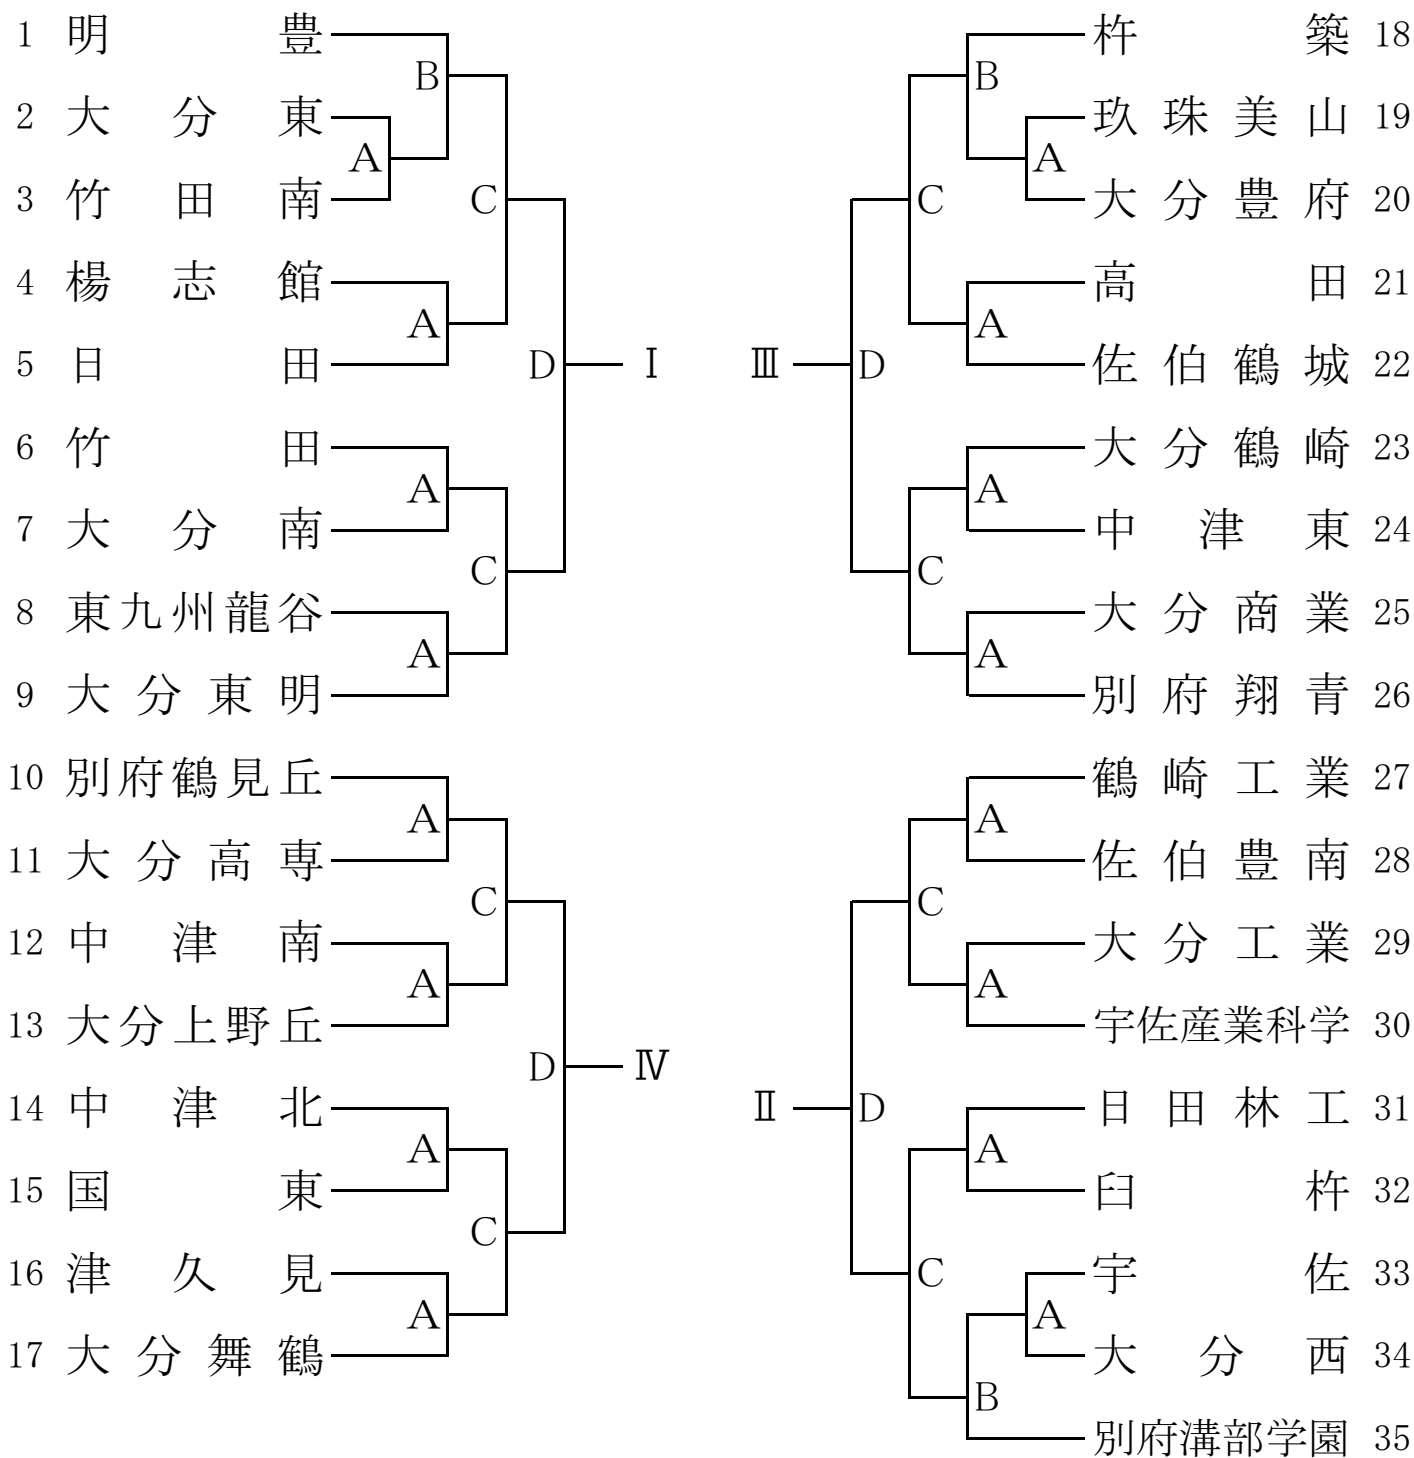 1 明豊
B
2 大分東
A
3 竹田南
C
4 楊志館
A
5 日田
D Ⅰ
6 竹田
A
7 大分南
C
8 東九州龍谷
A
9 大分東明
10 別府鶴見丘
A
11 大分高専
C
12 中津南
A
13 大分上野丘
D Ⅳ
14 中津北
A
15 国東
C
16 津久見
A
17 大分舞鶴
杵築 18
B
玖珠美山 19
A
大分豊府 20
C
高田 21
A
佐伯鶴城 22
Ⅲ D
大分鶴崎 23
A
中津東 24
C
大分商業 25
A
別府翔青 26
鶴崎工業 27
A
佐伯豊南 28
C
大分工業 29
A
宇佐産業科学 30
Ⅱ D
日田林工 31
A
臼杵 32
C
宇佐 33
A
大分西 34
B
別府溝部学園 35